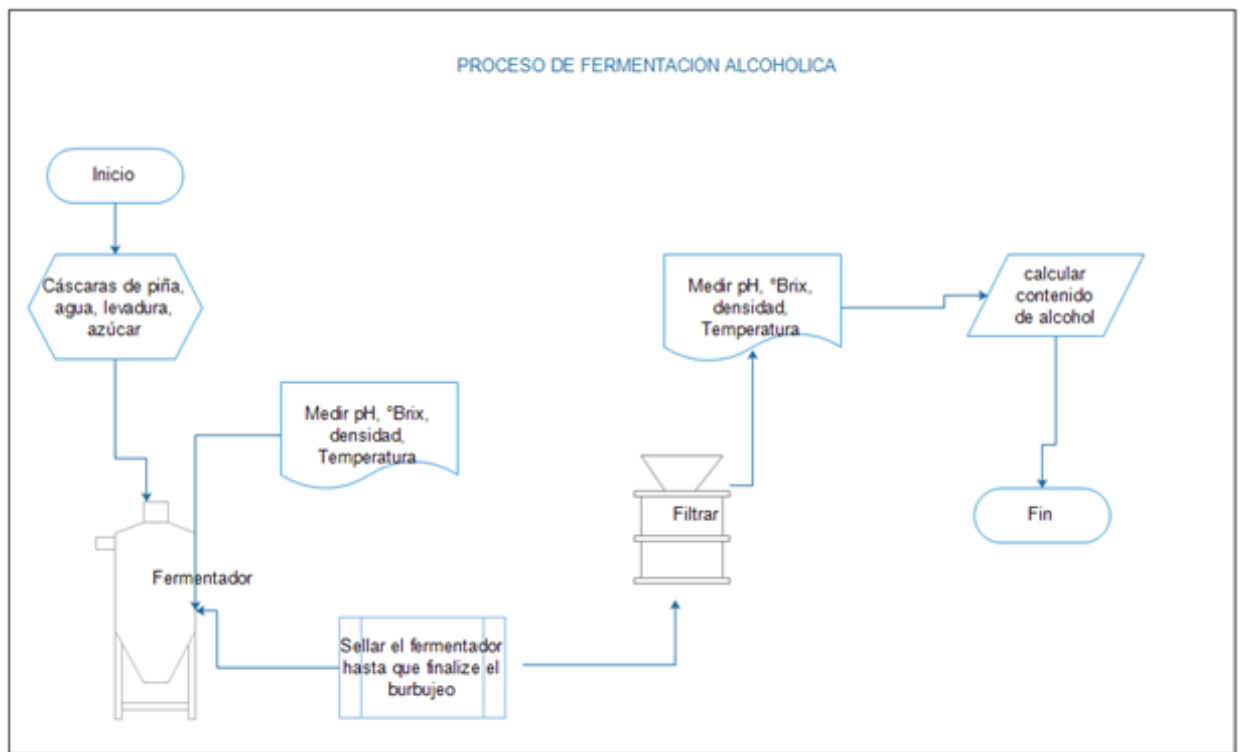 PROCESO DE FERMENTACIÓN ALCOHÓLICA
Inicio
Cáscaras de piña,
agua, levadura,
azúcar
Medir pH, °Brix,
densidad,
Temperatura
Fermentador
Sellar el fermentador
hasta que finalize el
burbujeo
Filtrar
Medir pH, °Brix,
densidad,
Temperatura
calcular
contenido
de alcohol
Fin